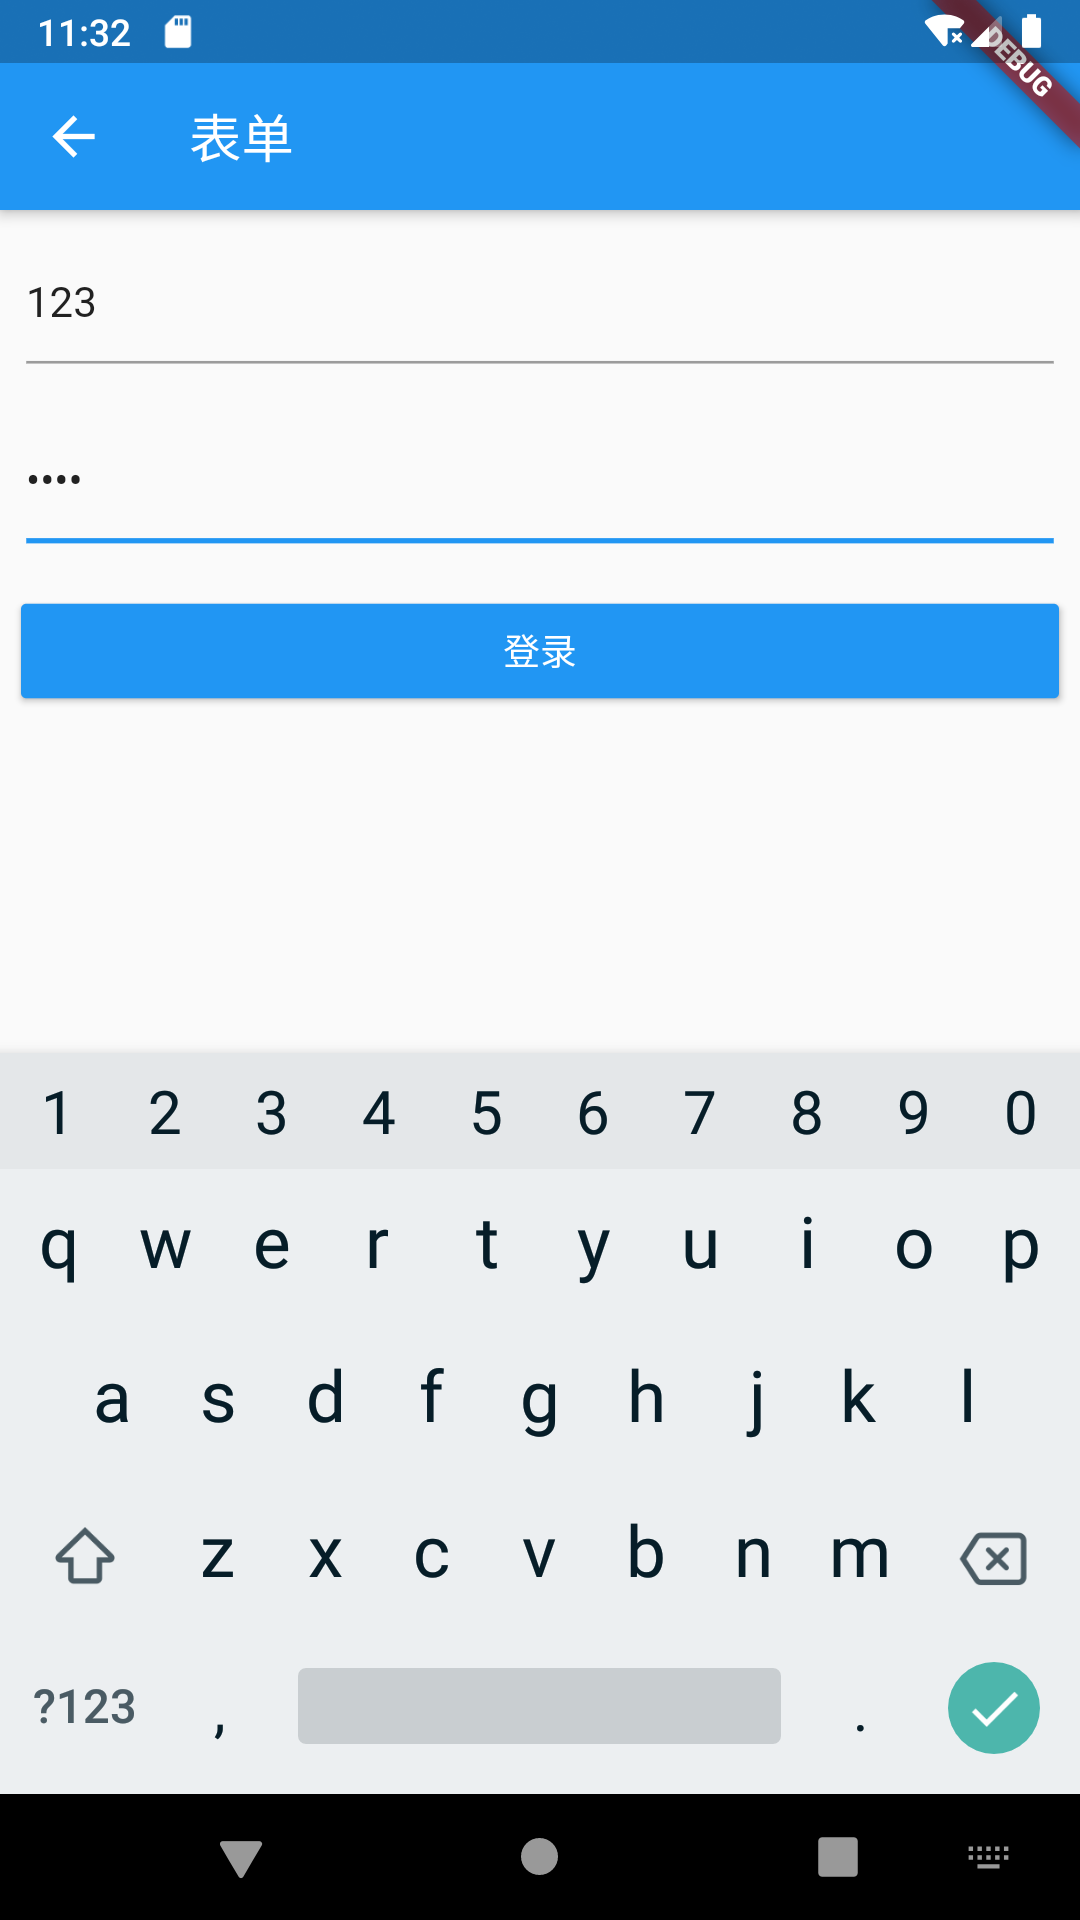 11:32
DEBUG
表单
123
••••
登录
1 2 3 4 5 6 7 8 9 0
q w e r t y u i o p
a s d f g h j k l
z x c v b n m
?123 , .